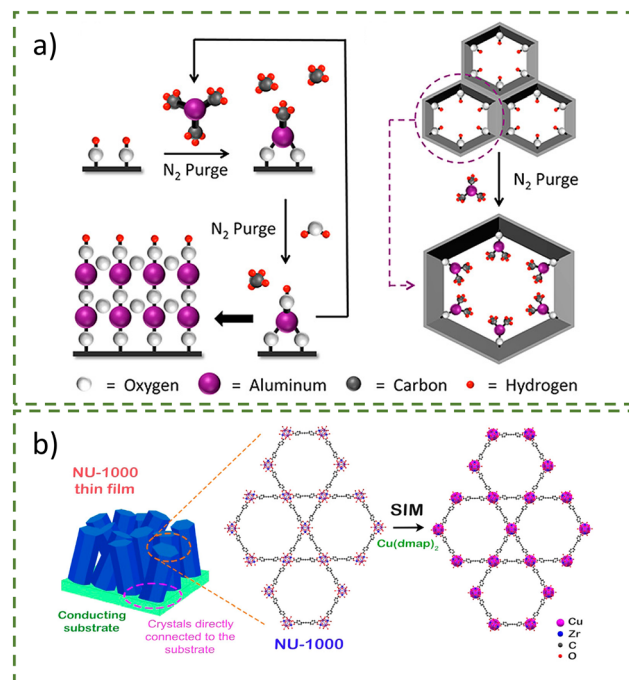 a)
N₂ Purge
N₂ Purge
N₂ Purge
= Oxygen = Aluminum = Carbon = Hydrogen
b)
NU-1000
thin film
Conducting
substrate
Crystals directly
connected to the
substrate
NU-1000
SIM
Cu(dmap)₂
Cu
Zr
C
O